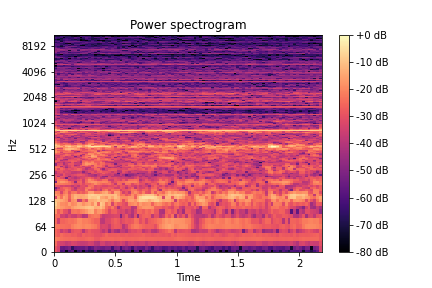 Power spectrogram
Hz
8192
4096
2048
1024
512
256
128
64
0
0
0.5
1
1.5
2
Time
+0 dB
-10 dB
-20 dB
-30 dB
-40 dB
-50 dB
-60 dB
-70 dB
-80 dB